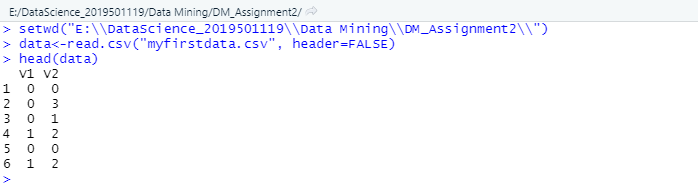 E:/DataScience_2019501119/Data Mining/DM_Assignment2/
> setwd("E:\\DataScience_2019501119\\Data Mining\\DM_Assignment2\\")
> data<-read.csv("myfirstdata.csv", header=FALSE)
> head(data)
  V1 V2
1  0  0
2  0  3
3  0  1
4  1  2
5  0  0
6  1  2
>